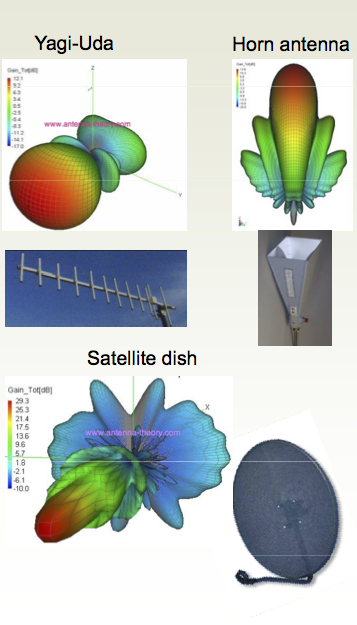 Yagi-Uda
Horn antenna
Gain_Tot[dB]
12.1
9.2
6.3
3.4
0.5
-2.5
-5.4
-8.3
-11.2
-14.1
-17.0
Z
Y
www.antenna-theory.com
Satellite dish
Gain_Tot[dB]
29.3
25.3
21.4
17.5
13.6
9.6
5.7
1.8
-2.1
-6.1
-10.0
X
www.antenna-theory.com